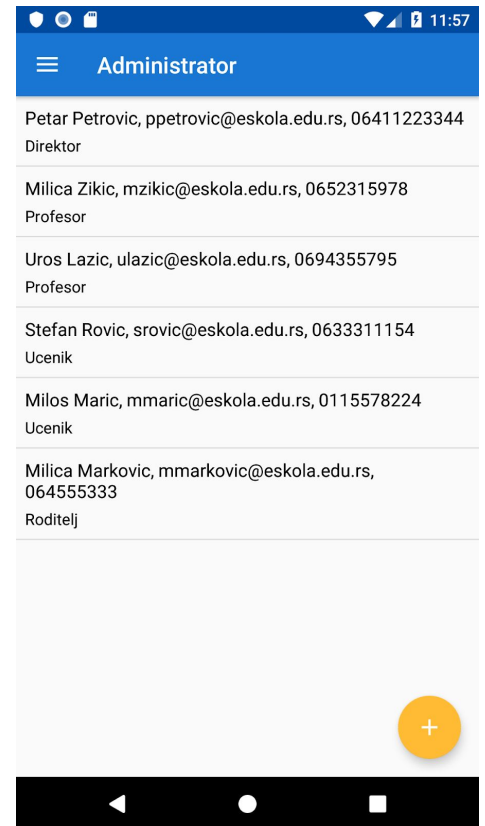 11:57
Administrator
Petar Petrovic, ppetrovic@eskola.edu.rs, 06411223344
Direktor
Milica Zikic, mzikic@eskola.edu.rs, 0652315978
Profesor
Uros Lazic, ulazic@eskola.edu.rs, 0694355795
Profesor
Stefan Rovic, srovic@eskola.edu.rs, 0633311154
Ucenik
Milos Maric, mmaric@eskola.edu.rs, 0115578224
Ucenik
Milica Markovic, mmarkovic@eskola.edu.rs,
064555333
Roditelj
+